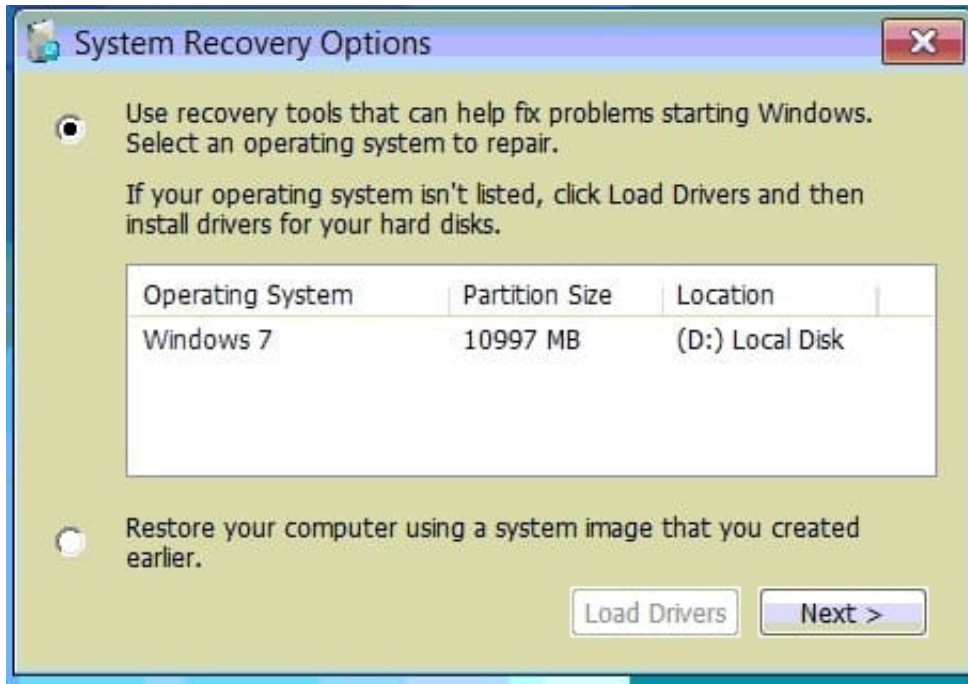 System Recovery Options
Use recovery tools that can help fix problems starting Windows.
Select an operating system to repair.
If your operating system isn't listed, click Load Drivers and then
install drivers for your hard disks.
Operating System Partition Size Location
Windows 7 10997 MB (D:) Local Disk
Restore your computer using a system image that you created
earlier.
Load Drivers Next >